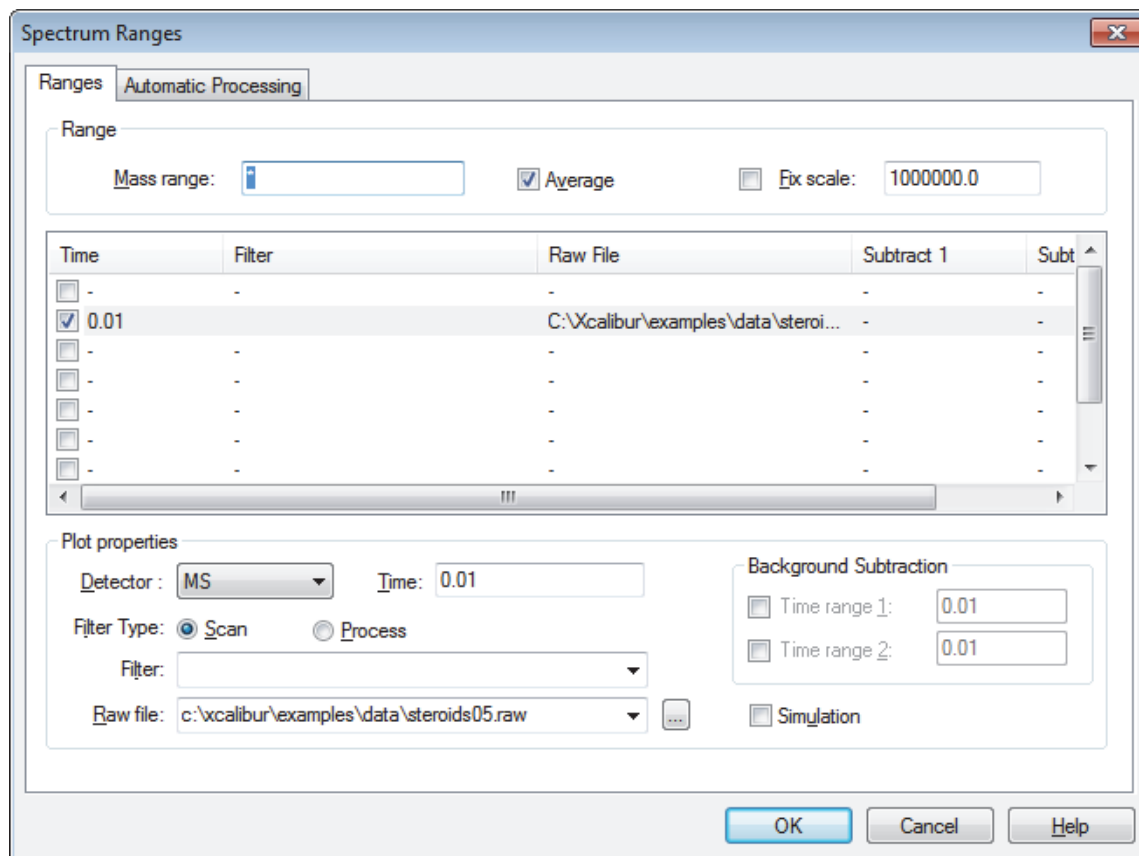 Spectrum Ranges
Ranges Automatic Processing
Range
Mass range: * Average Fix scale: 1000000.0
Time Filter Raw File Subtract 1 Subt
- - - - -
0.01 C:\Xcalibur\examples\data\steroi... - -
- - - - -
- - - - -
- - - - -
- - - - -
- - - - -
Plot properties
Detector : MS Time: 0.01
Background Subtraction
Time range 1: 0.01
Time range 2: 0.01
Filter Type: Scan Process
Filter:
Raw file: c:\xcalibur\examples\data\steroids05.raw ... Simulation
OK Cancel Help